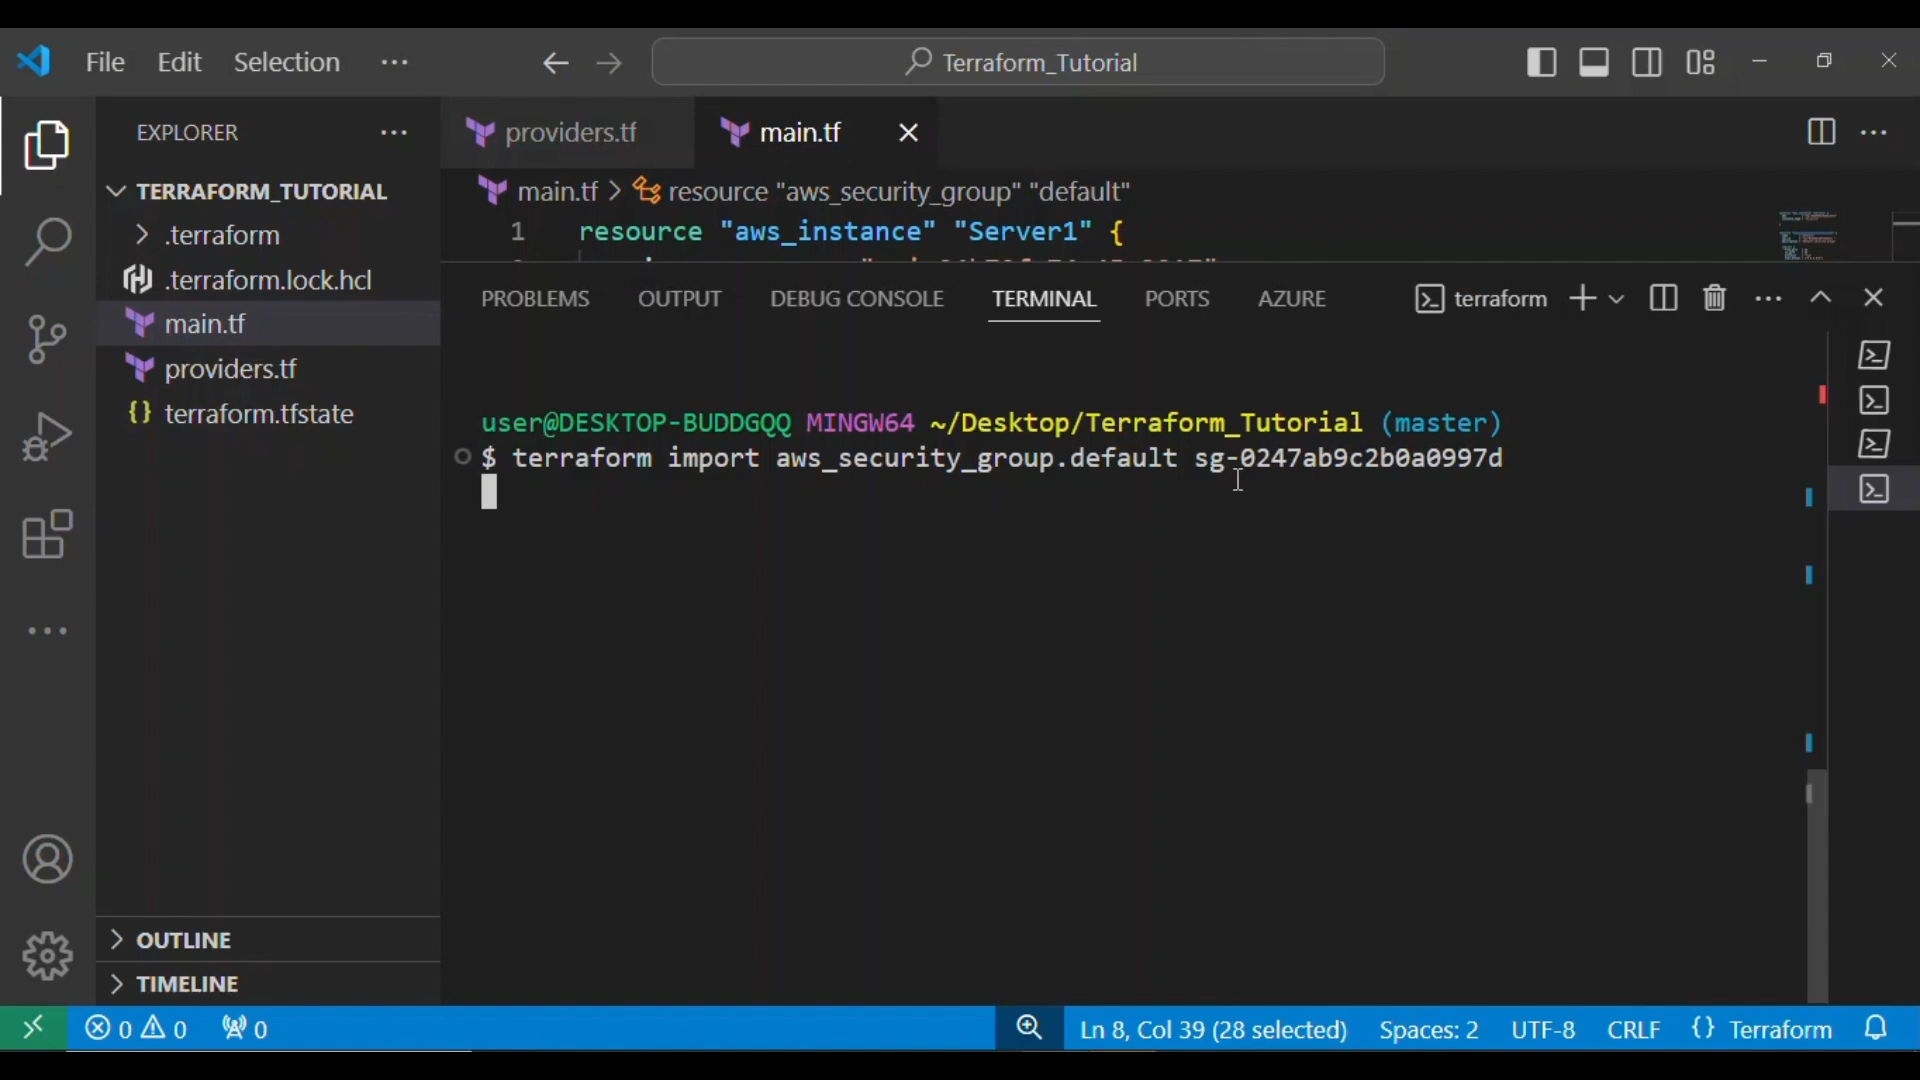 File Edit Selection ··· Terraform_Tutorial
EXPLORER ···
TERRAFORM_TUTORIAL
.terraform
.terraform.lock.hcl
main.tf
providers.tf
{} terraform.tfstate
OUTLINE
TIMELINE
providers.tf main.tf
main.tf > resource "aws_security_group" "default"
1 resource "aws_instance" "Server1" {
PROBLEMS OUTPUT DEBUG CONSOLE TERMINAL PORTS AZURE terraform
user@DESKTOP-BUDDGQQ MINGW64 ~/Desktop/Terraform_Tutorial (master)
$ terraform import aws_security_group.default sg-0247ab9c2b0a0997d
0 0 0 Ln 8, Col 39 (28 selected) Spaces: 2 UTF-8 CRLF {} Terraform